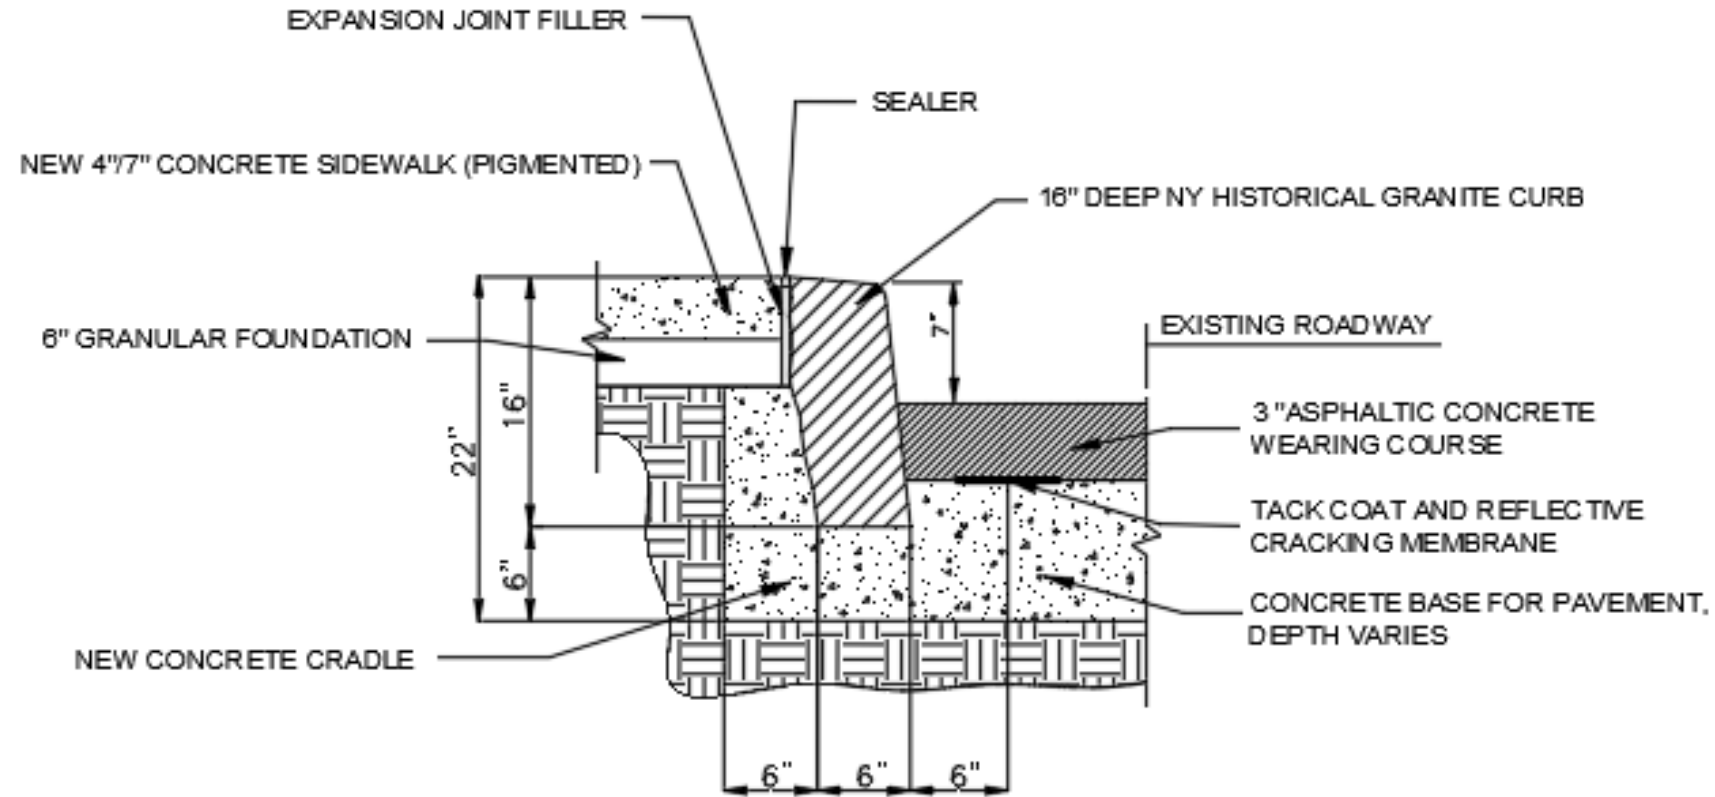 EXPANSION JOINT FILLER
SEALER
NEW 4"/7" CONCRETE SIDEWALK (PIGMENTED)
16" DEEP NY HISTORICAL GRANITE CURB
7"
EXISTING ROADWAY
6" GRANULAR FOUNDATION
16"
22"
3 "ASPHALTIC CONCRETE
WEARING COURSE
TACK COAT AND REFLECTIVE
CRACKING MEMBRANE
6"
CONCRETE BASE FOR PAVEMENT,
DEPTH VARIES
NEW CONCRETE CRADLE
6" 6" 6"